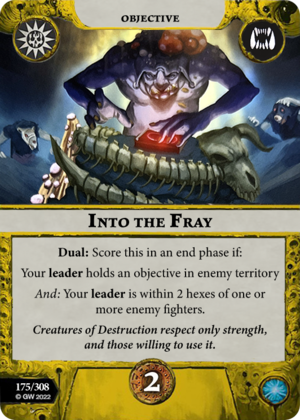 OBJECTIVE
INTO THE FRAY
Dual: Score this in an end phase if:
Your leader holds an objective in enemy territory
And: Your leader is within 2 hexes of one or
more enemy fighters.
Creatures of Destruction respect only strength,
and those willing to use it.
175/308
© GW 2022
2